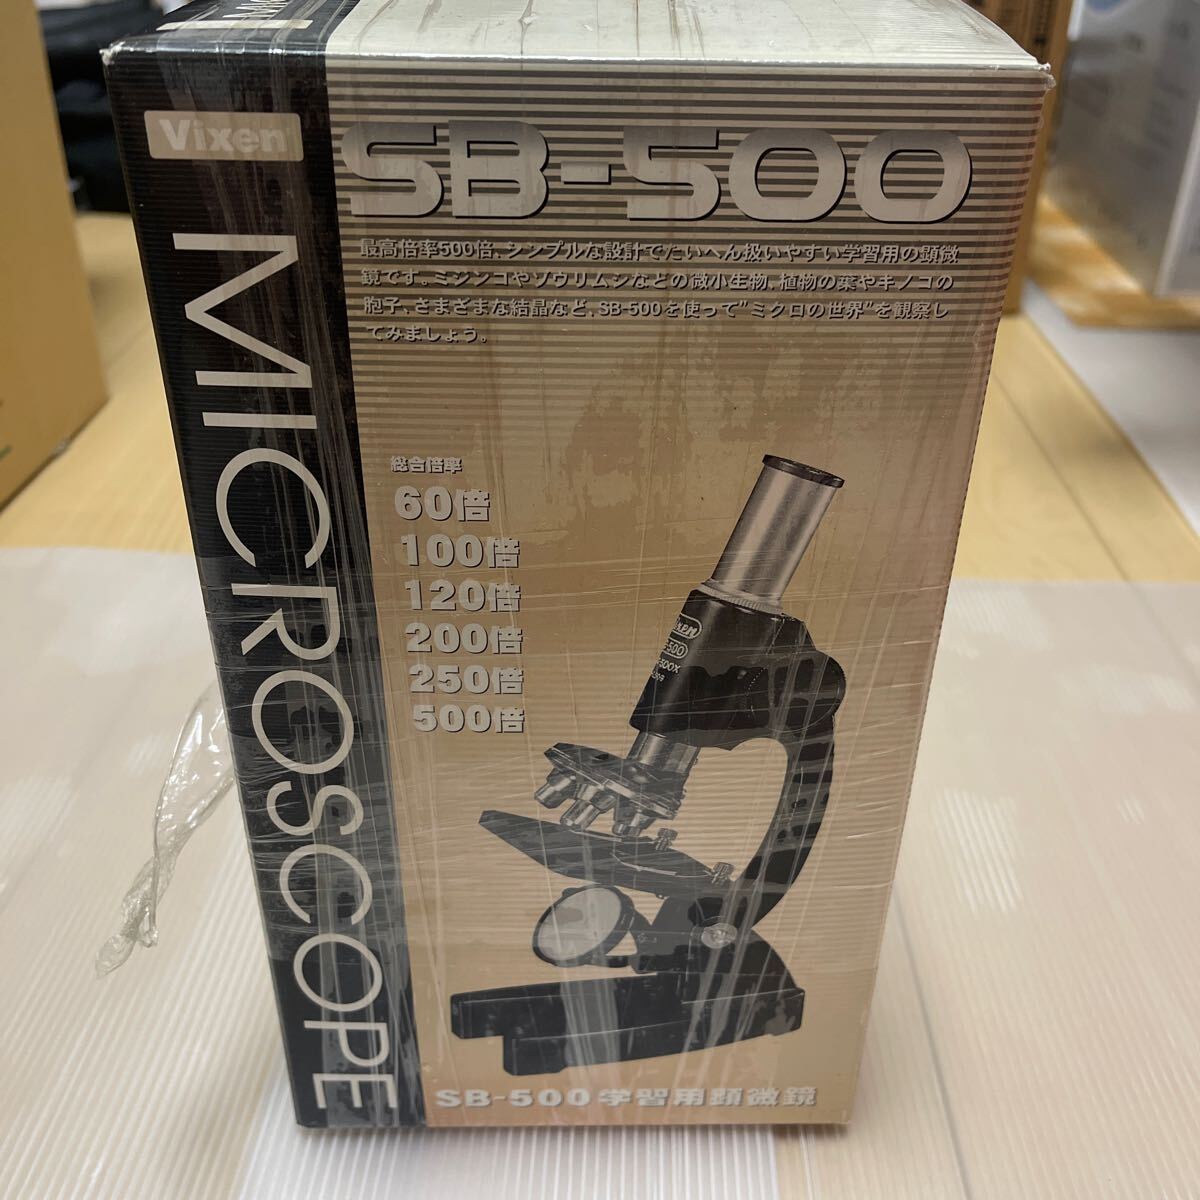 Vixen
MICROSCOPE
SB-500
最高倍率500倍、シンプルな設計でたいへん扱いやすい学習用の顕微
鏡です。ミジンコやゾウリムシなどの微小生物、植物の葉やキノコの
胞子、さまざまな結晶など、SB-500を使って"ミクロの世界"を観察し
てみましょう。
総合倍率
60倍
100倍
120倍
200倍
250倍
500倍
SB-500学習用顕微鏡